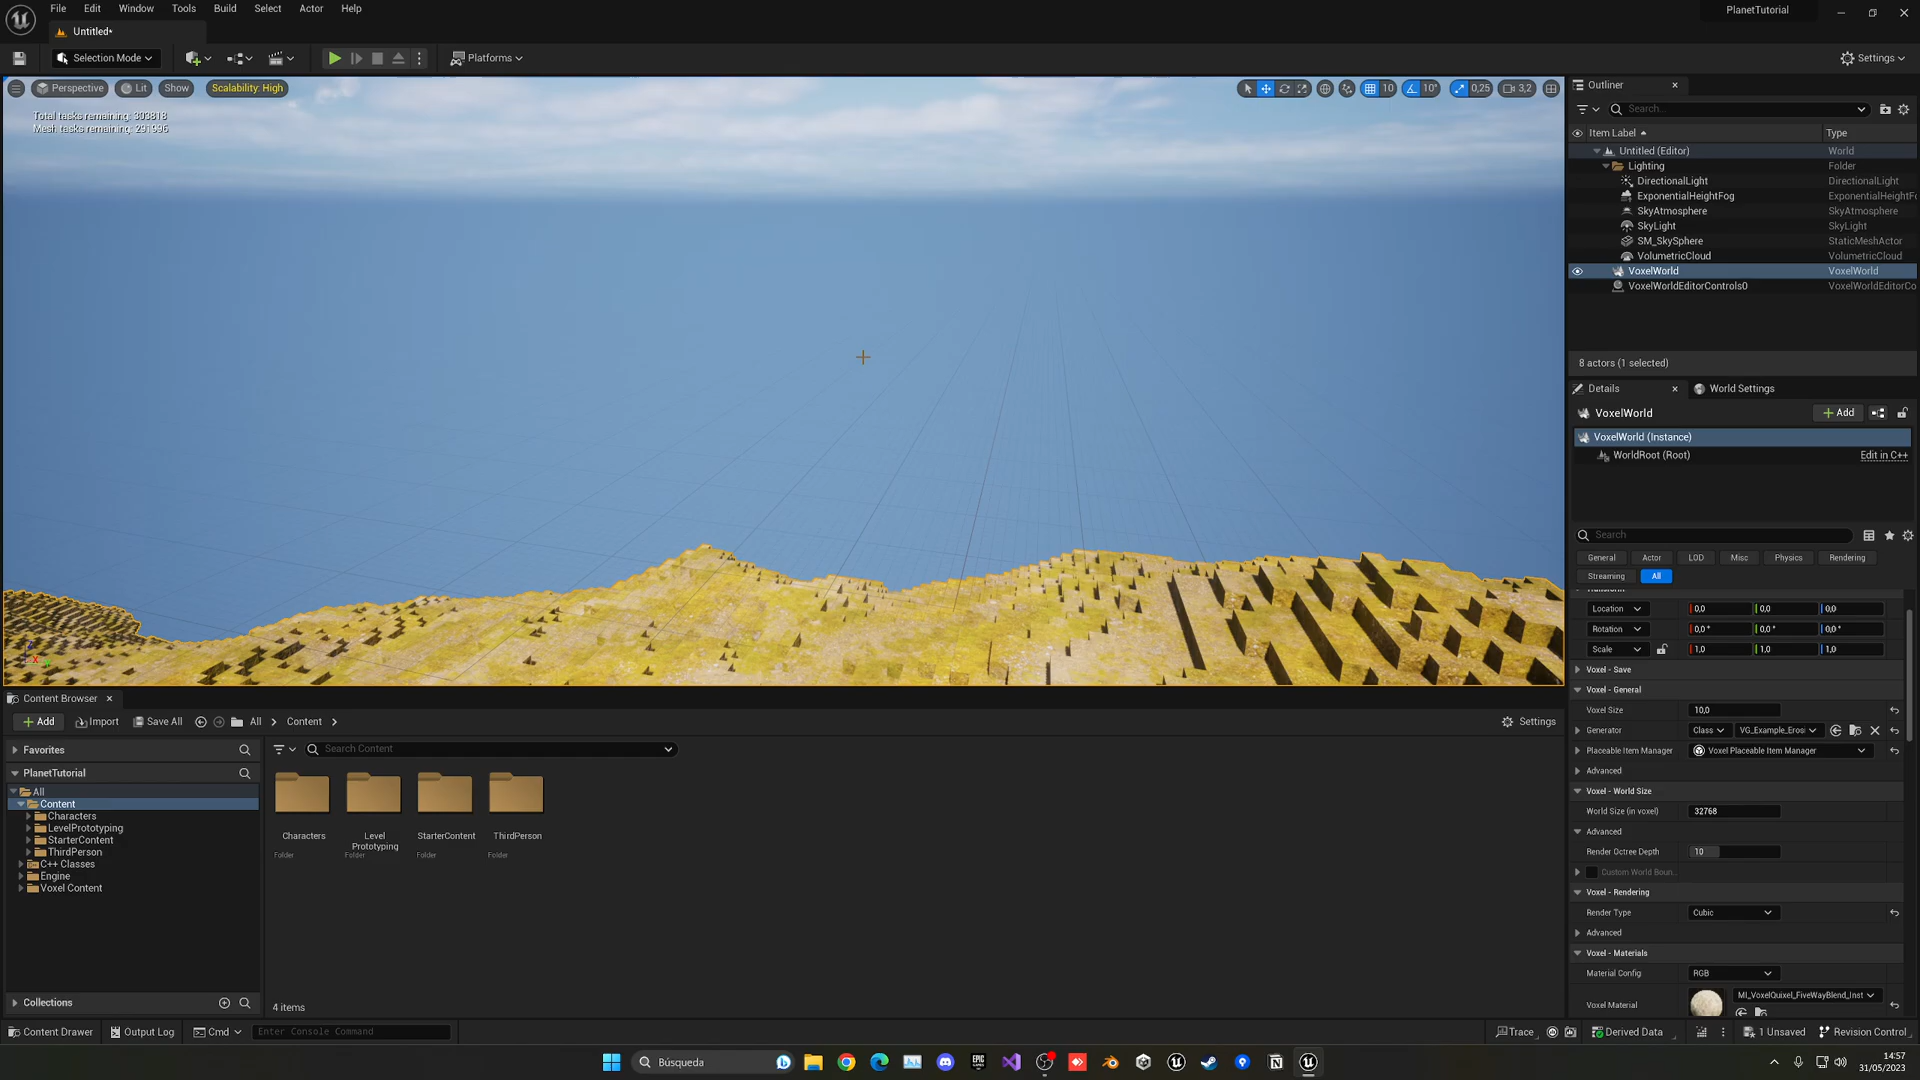 File Edit Window Tools Build Select Actor Help
PlanetTutorial
Untitled*
Selection Mode
Platforms
Settings
Perspective
Lit
Show
Scalability: High
10
10°
0,25
3,2
Total tasks remaining: 303818
Mesh tasks remaining: 291996
Outliner
Search...
Item Label
Type
Untitled (Editor) World
Lighting Folder
DirectionalLight DirectionalLight
ExponentialHeightFog ExponentialHeightFo
SkyAtmosphere SkyAtmosphere
SkyLight SkyLight
SM_SkySphere StaticMeshActor
VolumetricCloud VolumetricCloud
VoxelWorld VoxelWorld
VoxelWorldEditorControls0 VoxelWorldEditorCo
8 actors (1 selected)
Details
World Settings
VoxelWorld
Add
VoxelWorld (Instance)
WorldRoot (Root)
Edit in C++
Search
General Actor LOD Misc Physics Rendering
Streaming All
Transform
Location 0,0 0,0 0,0
Rotation 0,0 ° 0,0 ° 0,0 °
Scale 1,0 1,0 1,0
Voxel - Save
Voxel - General
Voxel Size 10,0
Generator Class VG_Example_Eros
Placeable Item Manager Voxel Placeable Item Manager
Advanced
Voxel - World Size
World Size (in voxel) 32768
Advanced
Render Octree Depth 10
Custom World Boun..
Voxel - Rendering
Render Type Cubic
Advanced
Voxel - Materials
Material Config RGB
Voxel Material MI_VoxelQuixel_FiveWayBlend_Inst
Content Browser
Add
Import
Save All
All
Content
Settings
Favorites
PlanetTutorial
All
Content
Characters
LevelPrototyping
StarterContent
ThirdPerson
C++ Classes
Engine
Voxel Content
Collections
Search Content
Characters
Folder
Level
Prototyping
Folder
StarterContent
Folder
ThirdPerson
Folder
4 items
Content Drawer
Output Log
Cmd
Enter Console Command
Trace
Derived Data
1 Unsaved
Revision Control
Búsqueda
EPIC
GAMES
14:57
31/05/2023